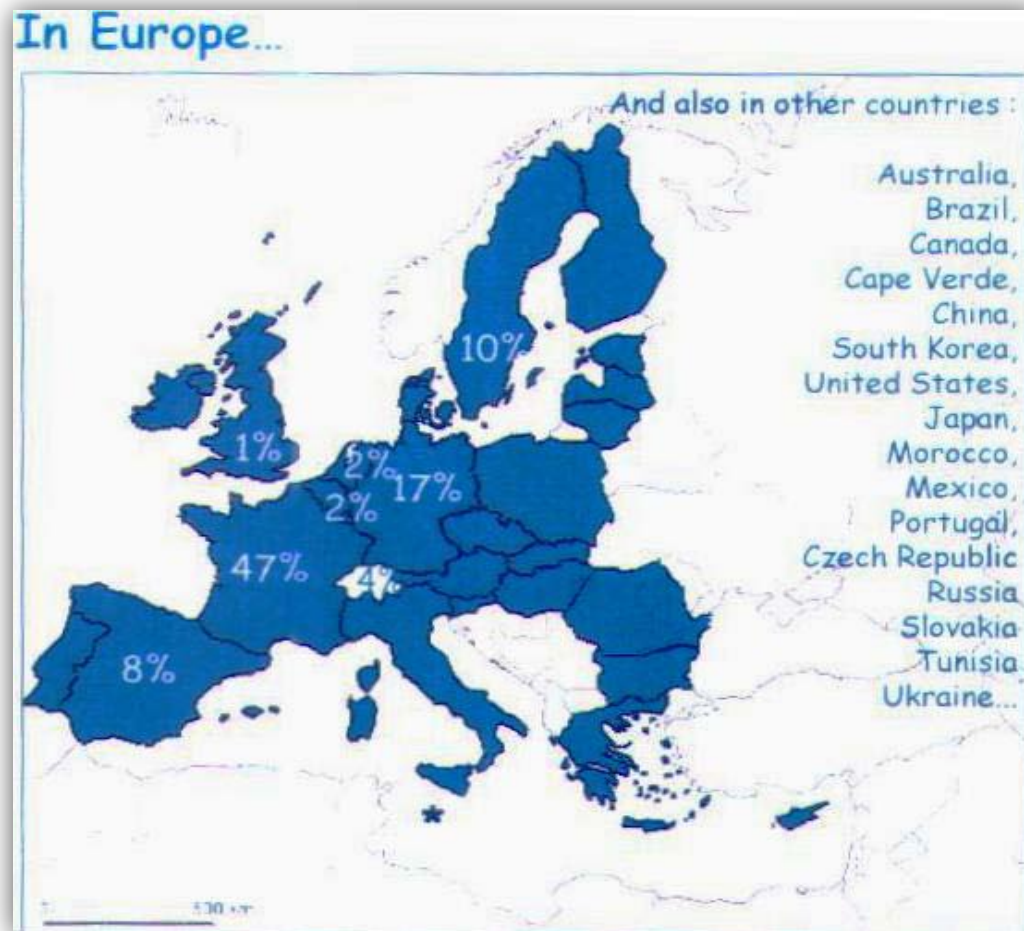 In Europe...
And also in other countries :
Australia,
Brazil,
Canada,
Cape Verde,
China,
South Korea,
United States,
Japan,
Morocco,
Mexico,
Portugal,
Czech Republic
Russia
Slovakia
Tunisia
Ukraine...
10%
1%
2%
17%
2%
47%
4%
8%